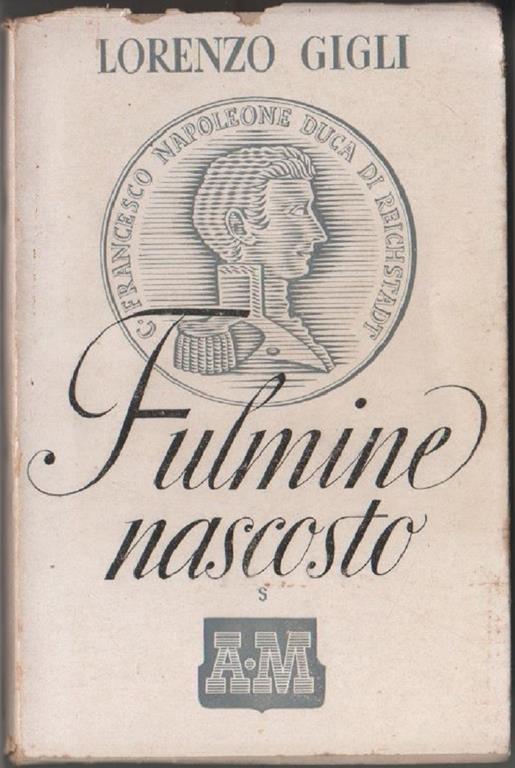 LORENZO GIGLI
C. FRANCESCO NAPOLEONE DUCA DI REICHSTADT
Fulmine
nascosto
S
A·M